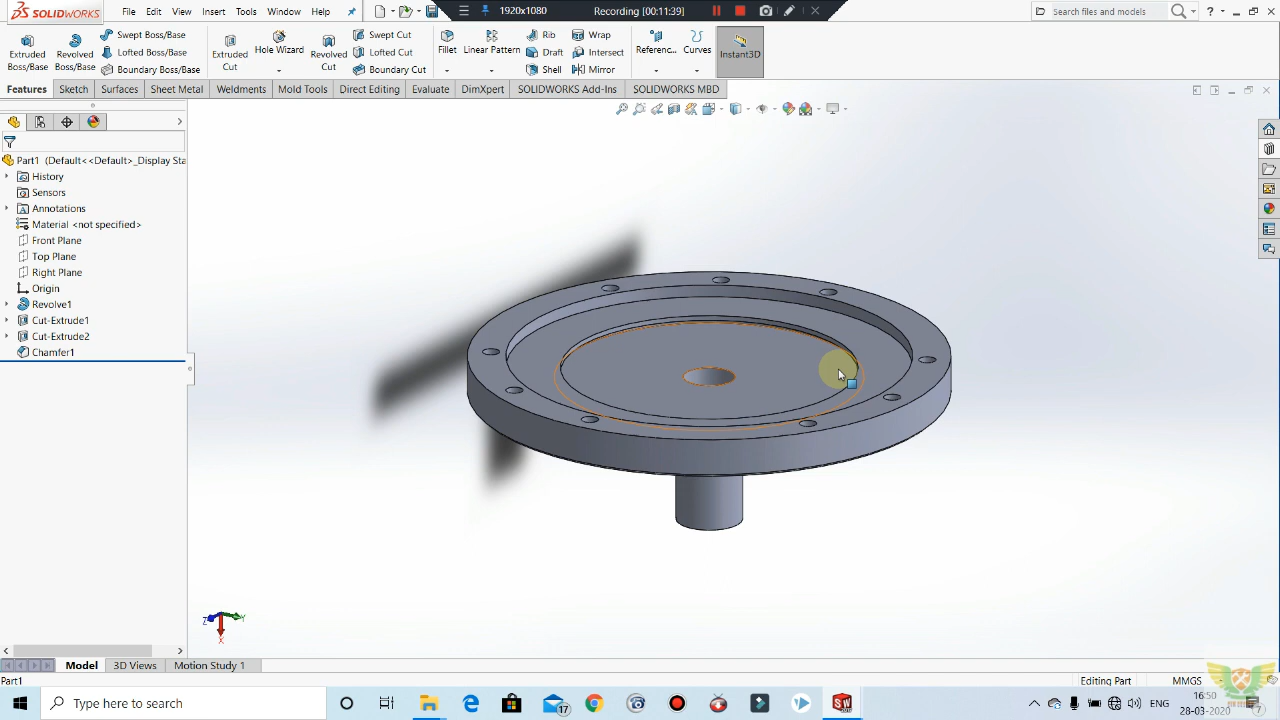 SOLIDWORKS
File Edit View Insert Tools Window Help
1920x1080 Recording [00:11:39]
search files and models
Extruded Boss/Base
Revolved Boss/Base
Swept Boss/Base
Lofted Boss/Base
Boundary Boss/Base
Extruded Cut
Hole Wizard
Revolved Cut
Swept Cut
Lofted Cut
Boundary Cut
Fillet
Linear Pattern
Rib
Draft
Shell
Wrap
Intersect
Mirror
Referenc...
Curves
Instant3D
Features Sketch Surfaces Sheet Metal Weldments Mold Tools Direct Editing Evaluate DimXpert SOLIDWORKS Add-Ins SOLIDWORKS MBD
Part1 (Default<<Default>_Display Sta
History
Sensors
Annotations
Material <not specified>
Front Plane
Top Plane
Right Plane
Origin
Revolve1
Cut-Extrude1
Cut-Extrude2
Chamfer1
Z Y
X
Model 3D Views Motion Study 1
Part1
Editing Part MMGS
Type here to search
17
ENG
16:50
28-03-2020
7